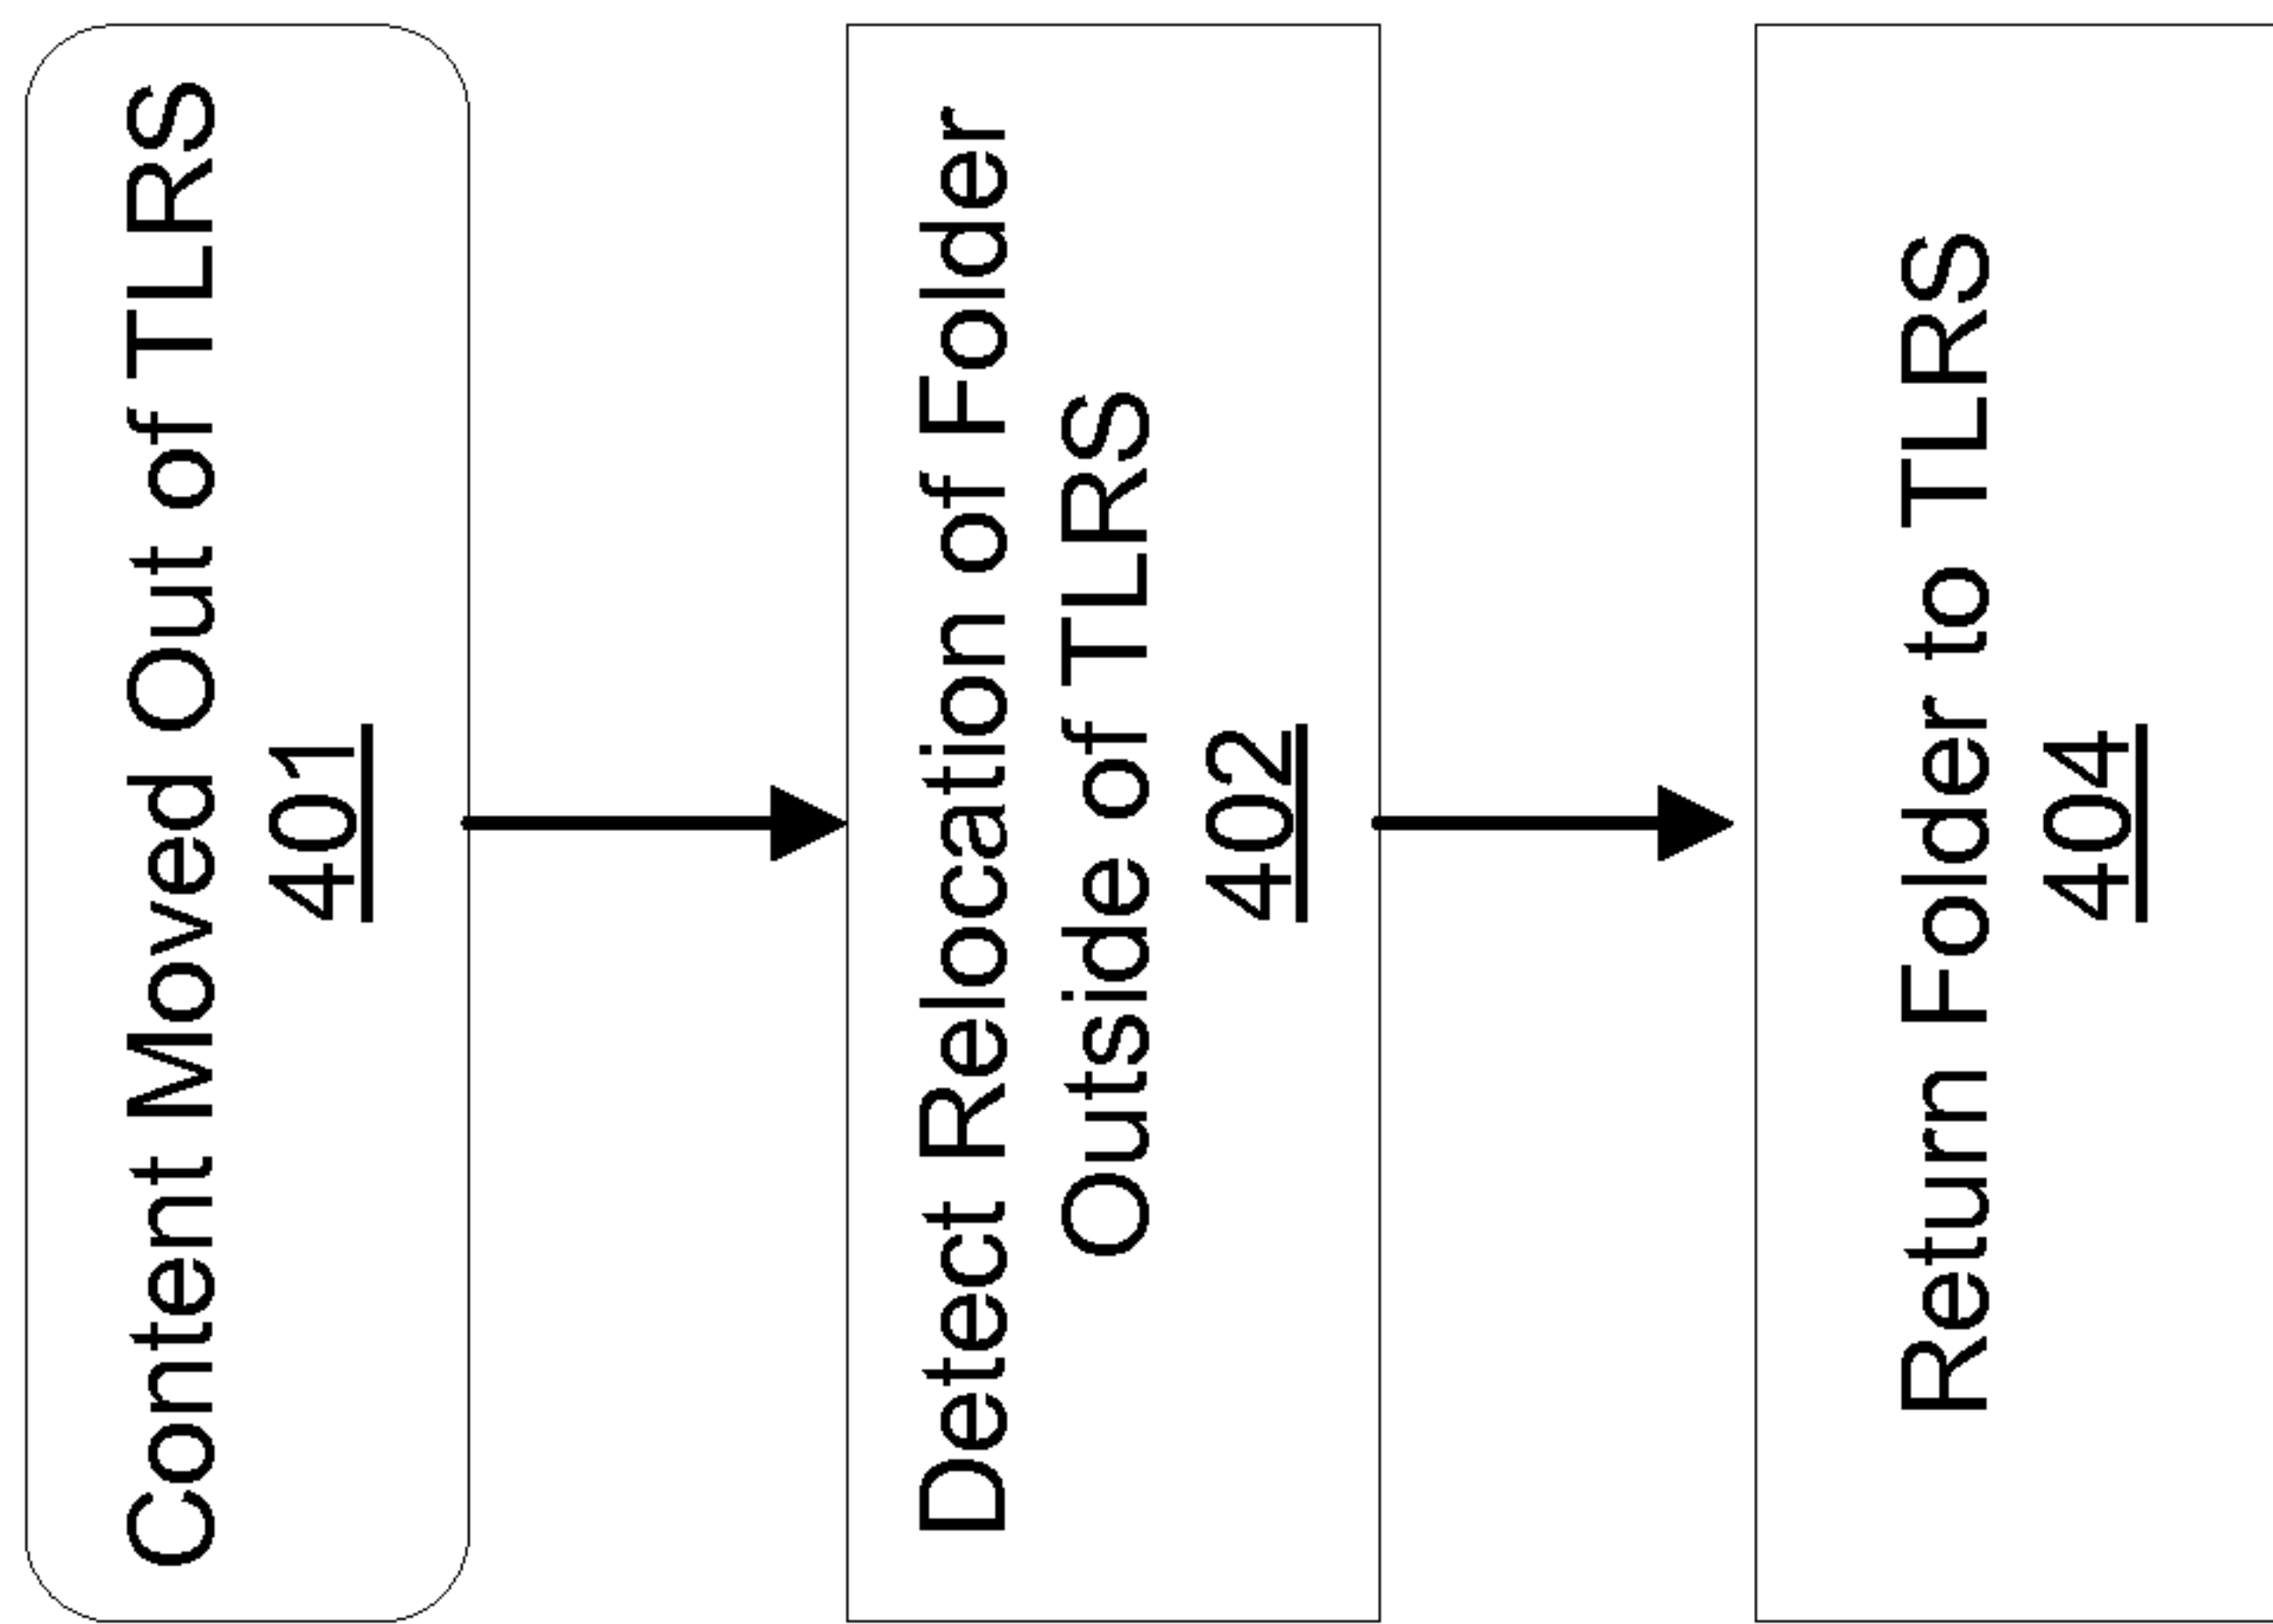 Content Moved Out of TLRS
401
Detect Relocation of Folder
Outside of TLRS
402
Return Folder to TLRS
404